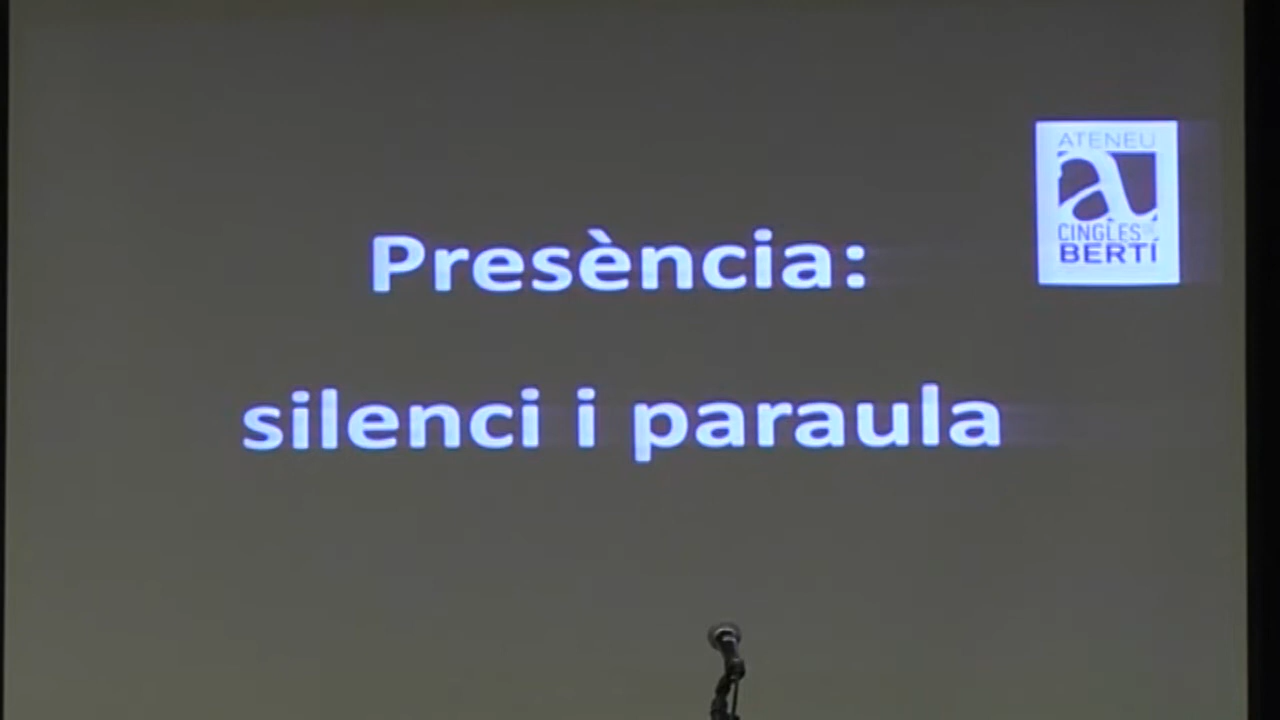 Presència:
silenci i paraula
ATENEU
a
CINGLES
BERTÍ